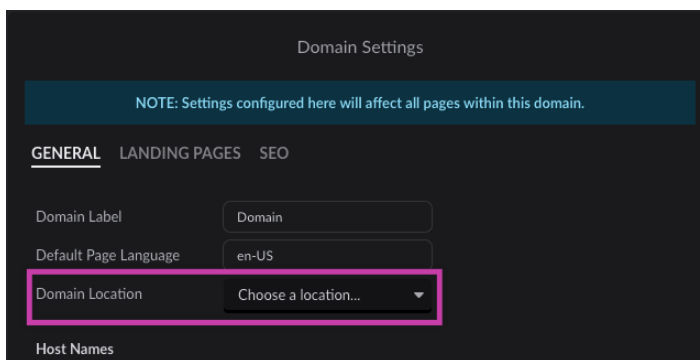 Domain Settings
NOTE: Settings configured here will affect all pages within this domain.
GENERAL LANDING PAGES SEO
Domain Label Domain
Default Page Language en-US
Domain Location Choose a location...
Host Names